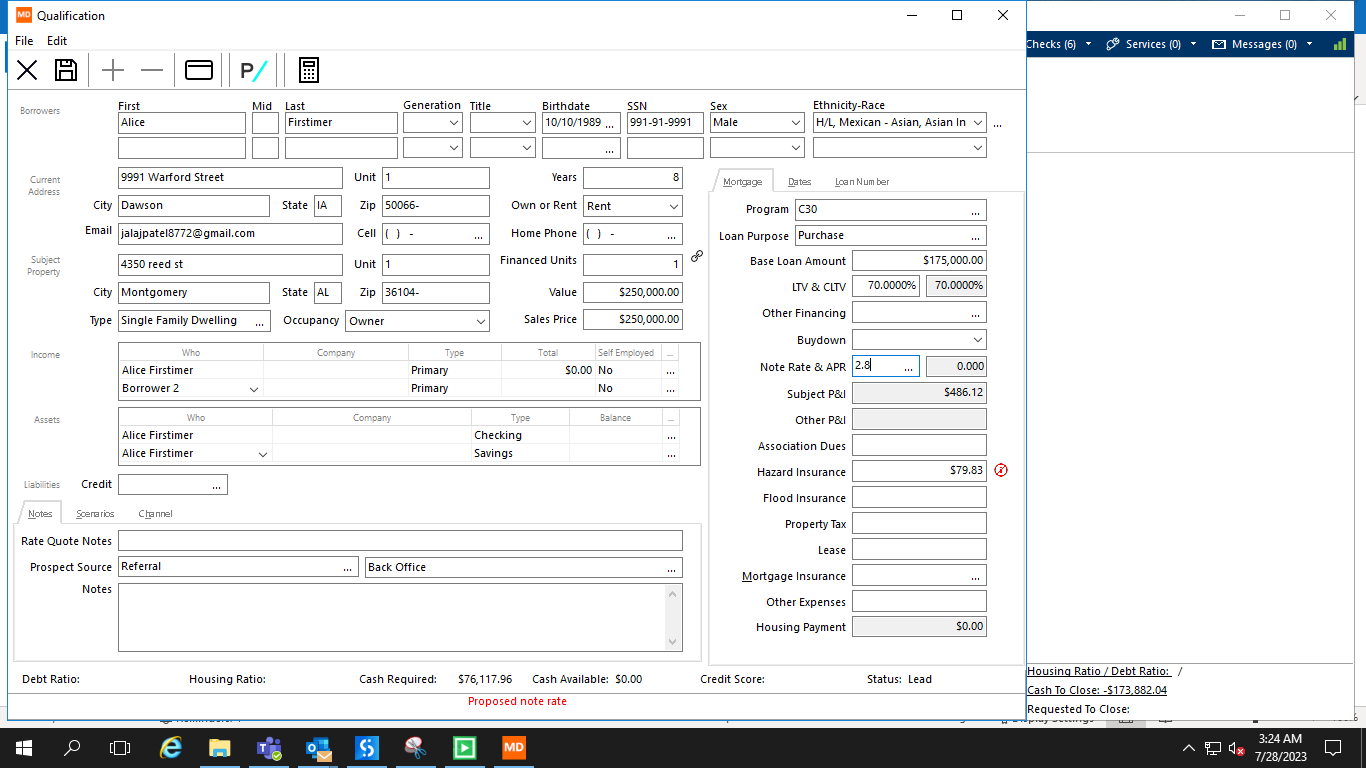 MD Qualification
File Edit
Checks (6) Services (0) Messages (0)
P/
Borrowers First Mid Last Generation Title Birthdate SSN Sex Ethnicity-Race
Alice Firstimer 10/10/1989 ... 991-91-9991 Male H/L, Mexican - Asian, Asian In ...
...
Current Address 9991 Warford Street Unit 1 Years 8
City Dawson State IA Zip 50066- Own or Rent Rent
Email jalajpatel8772@gmail.com Cell ( ) - ... Home Phone ( ) - ...
Subject Property 4350 reed st Unit 1 Financed Units 1
City Montgomery State AL Zip 36104- Value $250,000.00
Type Single Family Dwelling ... Occupancy Owner Sales Price $250,000.00
Income Who Company Type Total Self Employed ...
Alice Firstimer Primary $0.00 No ...
Borrower 2 Primary No ...
Assets Who Company Type Balance ...
Alice Firstimer Checking ...
Alice Firstimer Savings ...
Liabilities Credit ...
Notes Scenarios Channel
Rate Quote Notes
Prospect Source Referral ... Back Office ...
Notes
Mortgage Dates Loan Number
Program C30 ...
Loan Purpose Purchase ...
Base Loan Amount $175,000.00
LTV & CLTV 70.0000% 70.0000%
Other Financing ...
Buydown
Note Rate & APR 2.8 ... 0.000
Subject P&I $486.12
Other P&I
Association Dues
Hazard Insurance $79.83
Flood Insurance
Property Tax
Lease
Mortgage Insurance ...
Other Expenses
Housing Payment $0.00
Debt Ratio: Housing Ratio: Cash Required: $76,117.96 Cash Available: $0.00 Credit Score: Status: Lead
Proposed note rate
Housing Ratio / Debt Ratio: /
Cash To Close: -$173,882.04
Requested To Close:
MD
3:24 AM
7/28/2023